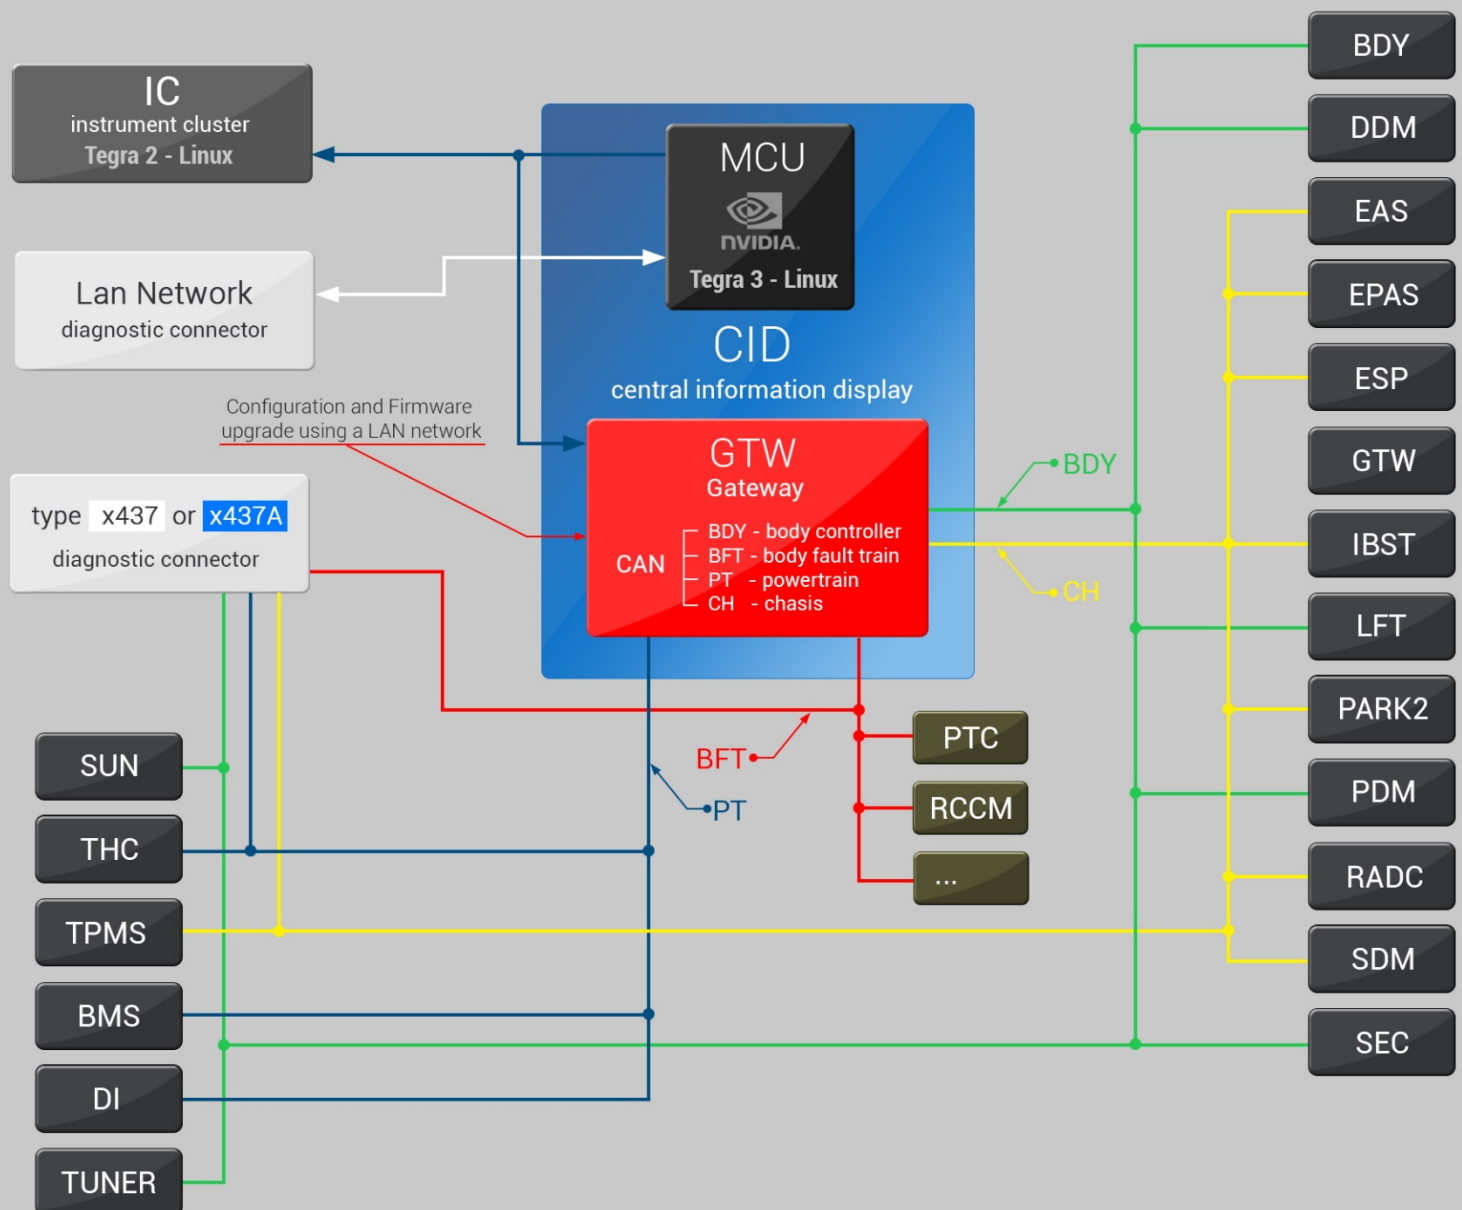 IC
instrument cluster
Tegra 2 - Linux
Lan Network
diagnostic connector
Configuration and Firmware
upgrade using a LAN network
type x437 or x437A
diagnostic connector
MCU
NVIDIA.
Tegra 3 - Linux
CID
central information display
GTW
Gateway
CAN
BDY - body controller
BFT - body fault train
PT - powertrain
CH - chasis
BDY
CH
BFT
PT
PTC
RCCM
...
SUN
THC
TPMS
BMS
DI
TUNER
BDY
DDM
EAS
EPAS
ESP
GTW
IBST
LFT
PARK2
PDM
RADC
SDM
SEC